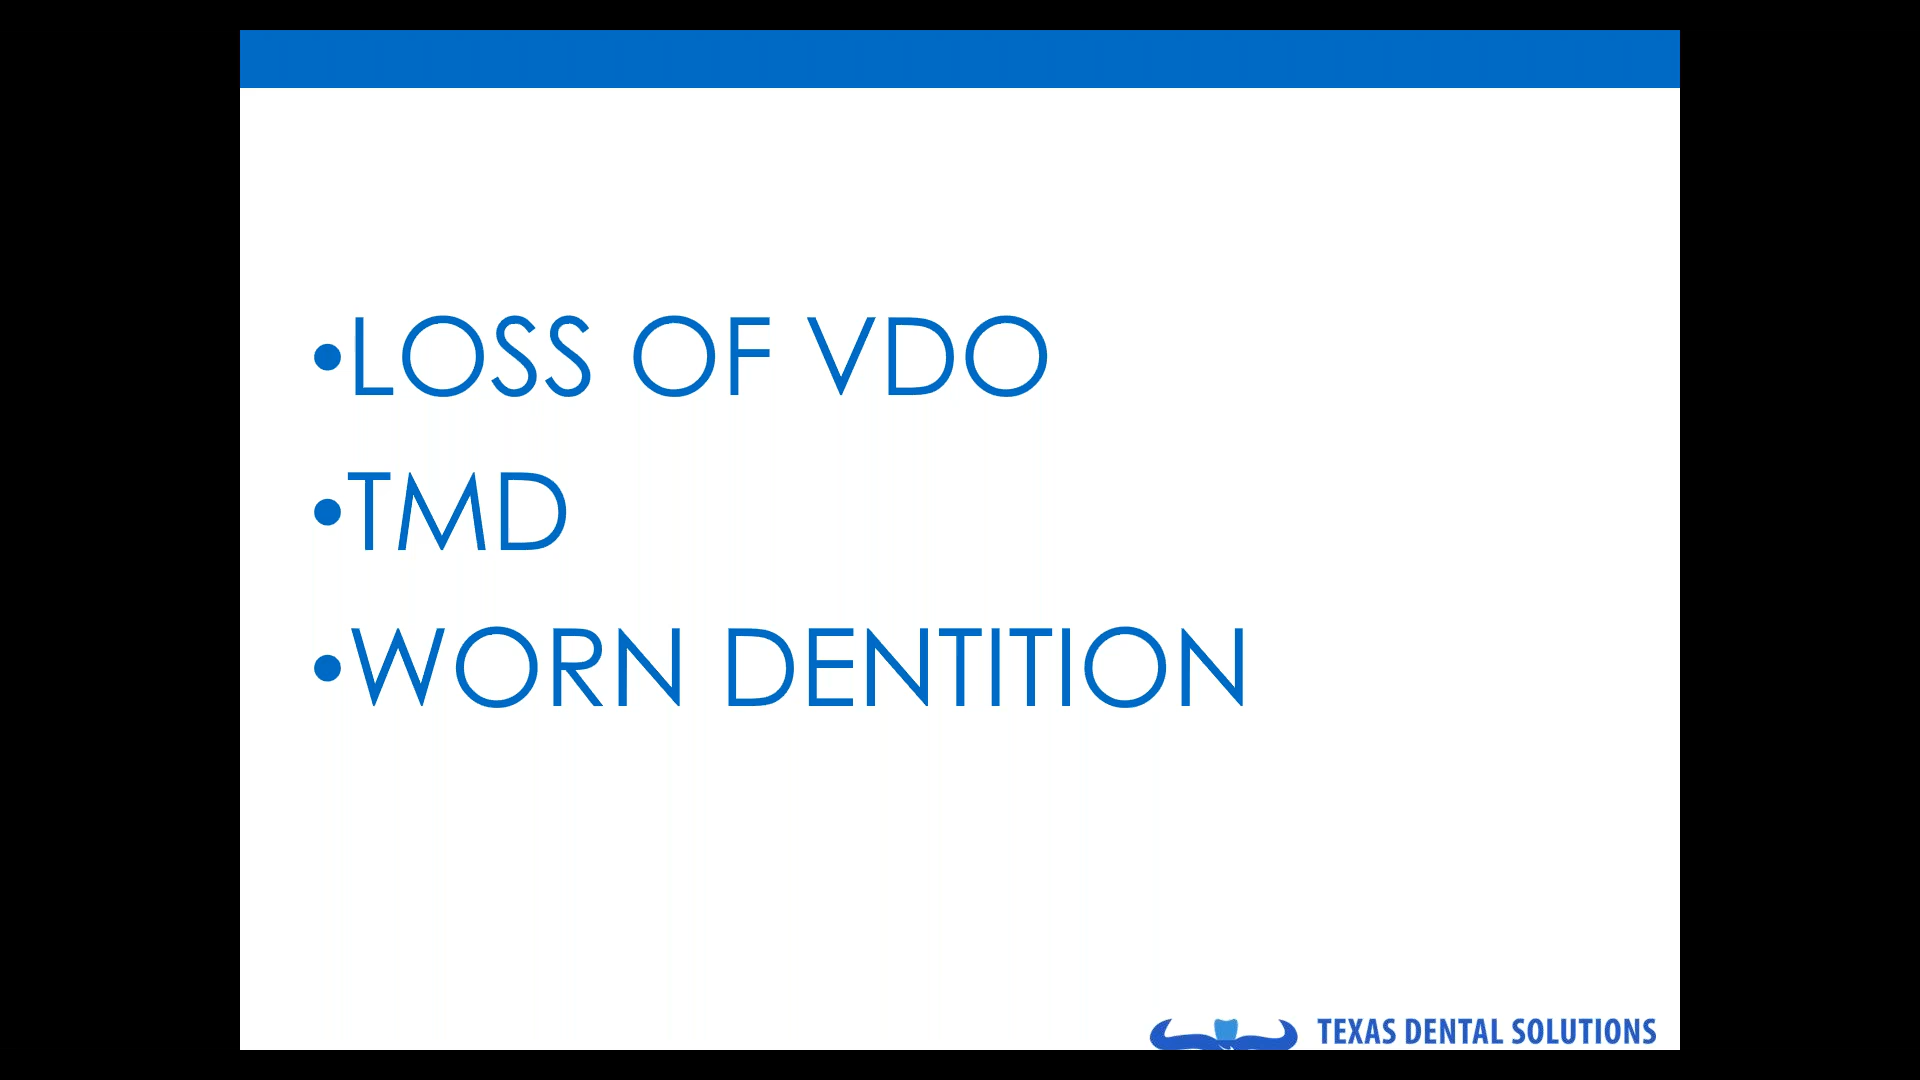 •LOSS OF VDO
•TMD
•WORN DENTITION
TEXAS DENTAL SOLUTIONS